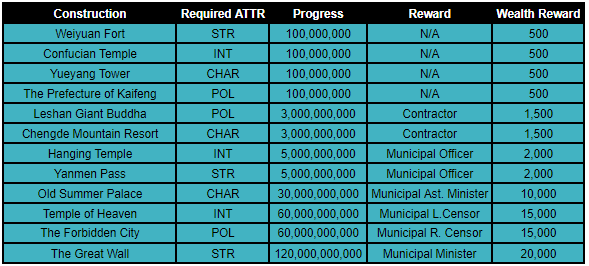 Construction Required ATTR Progress Reward Wealth Reward
Weiyuan Fort STR 100,000,000 N/A 500
Confucian Temple INT 100,000,000 N/A 500
Yueyang Tower CHAR 100,000,000 N/A 500
The Prefecture of Kaifeng POL 100,000,000 N/A 500
Leshan Giant Buddha POL 3,000,000,000 Contractor 1,500
Chengde Mountain Resort CHAR 3,000,000,000 Contractor 1,500
Hanging Temple INT 5,000,000,000 Municipal Officer 2,000
Yanmen Pass STR 5,000,000,000 Municipal Officer 2,000
Old Summer Palace CHAR 30,000,000,000 Municipal Ast. Minister 10,000
Temple of Heaven INT 60,000,000,000 Municipal L.Censor 15,000
The Forbidden City POL 60,000,000,000 Municipal R. Censor 15,000
The Great Wall STR 120,000,000,000 Municipal Minister 20,000